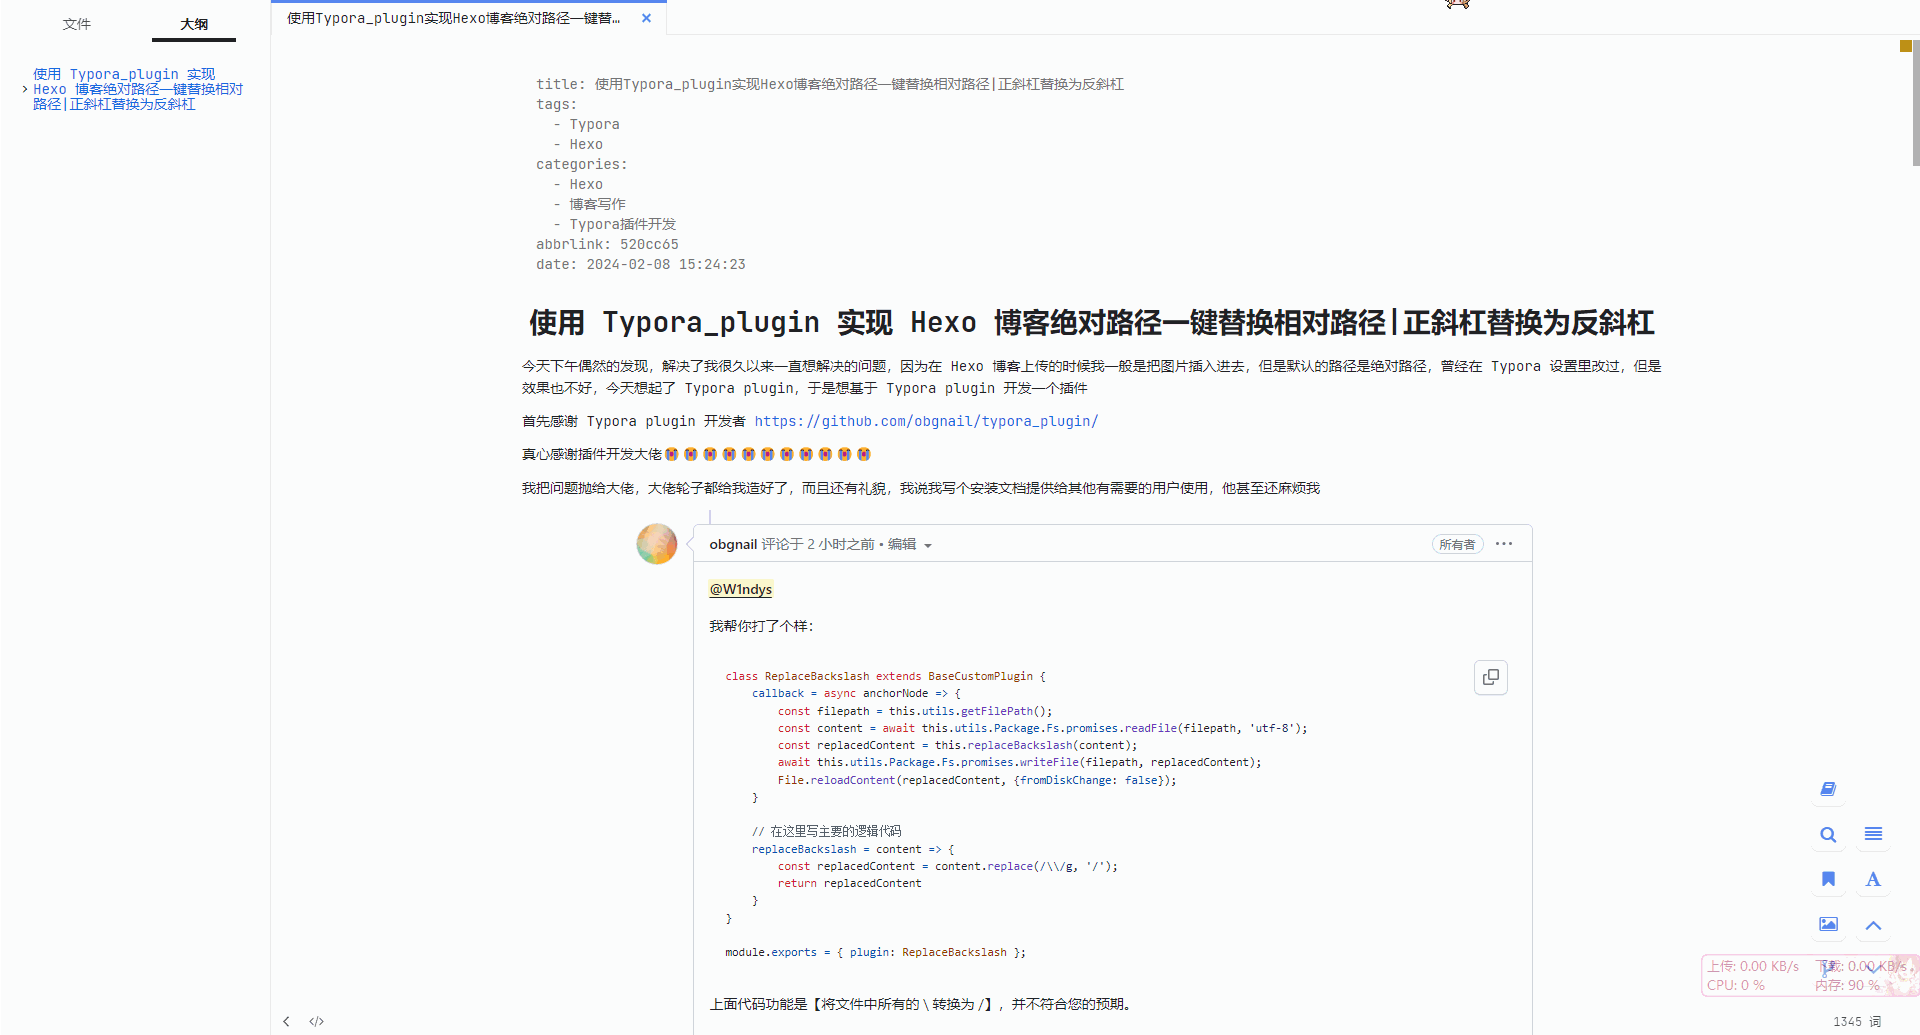 文件
大纲
使用Typora_plugin实现Hexo博客绝对路径一键替...
使用 Typora_plugin 实现
Hexo 博客绝对路径一键替换相对
路径|正斜杠替换为反斜杠
title: 使用Typora_plugin实现Hexo博客绝对路径一键替换相对路径|正斜杠替换为反斜杠
tags:
- Typora
- Hexo
categories:
- Hexo
- 博客写作
- Typora插件开发
abbrlink: 520cc65
date: 2024-02-08 15:24:23
使用 Typora_plugin 实现 Hexo 博客绝对路径一键替换相对路径|正斜杠替换为反斜杠
今天下午偶然的发现，解决了我很久以来一直想解决的问题，因为在 Hexo 博客上传的时候我一般是把图片插入进去，但是默认的路径是绝对路径，曾经在 Typora 设置里改过，但是
效果也不好，今天想起了 Typora plugin，于是想基于 Typora plugin 开发一个插件
首先感谢 Typora plugin 开发者 https://github.com/obgnail/typora_plugin/
真心感谢插件开发大佬😭😭😭😭😭😭😭😭😭😭😭
我把问题抛给大佬，大佬轮子都给我造好了，而且还有礼貌，我说我写个安装文档提供给其他有需要的用户使用，他甚至还麻烦我
obgnail 评论于 2 小时之前 • 编辑
所有者
@W1ndys
我帮你打了个样：
class ReplaceBackslash extends BaseCustomPlugin {
callback = async anchorNode => {
const filepath = this.utils.getFilePath();
const content = await this.utils.Package.Fs.promises.readFile(filepath, 'utf-8');
const replacedContent = this.replaceBackslash(content);
await this.utils.Package.Fs.promises.writeFile(filepath, replacedContent);
File.reloadContent(replacedContent, {fromDiskChange: false});
}
// 在这里写主要的逻辑代码
replaceBackslash = content => {
const replacedContent = content.replace(/\\/g, '/');
return replacedContent
}
}
module.exports = { plugin: ReplaceBackslash };
上面代码功能是【将文件中所有的 \ 转换为 /】，并不符合您的预期。
A
上传: 0.00 KB/s 下载: 0.00 KB/s
CPU: 0 % 内存: 90 %
</>
1345 词